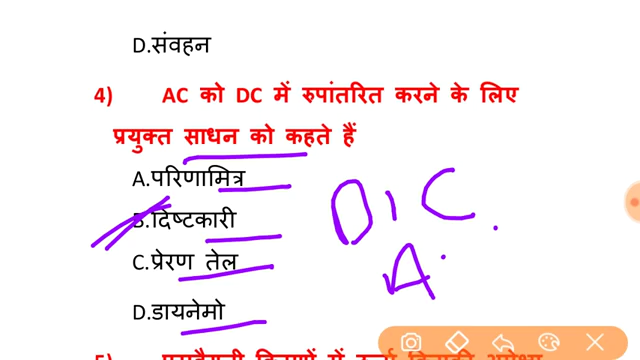 D.संवहन
4) AC को DC में रुपांतरित करने के लिए
प्रयुक्त साधन को कहते हैं
A.परिणामित्र
B.दिष्टकारी
C.प्रेरण तेल
D.डायनेमो
D.C.
A.